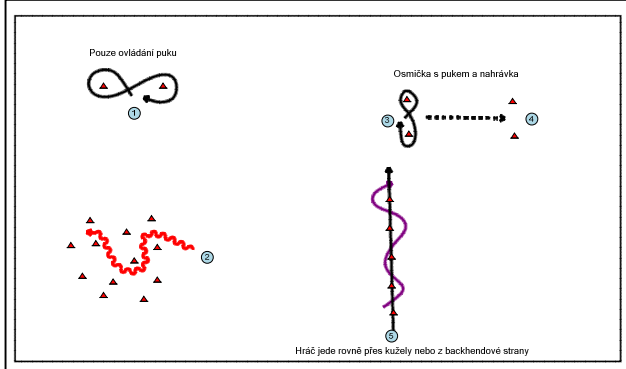 Pouze ovládání puku
Osmička s pukem a nahrávka
1
3
4
2
5
Hráč jede rovně přes kužely nebo z backhendové strany